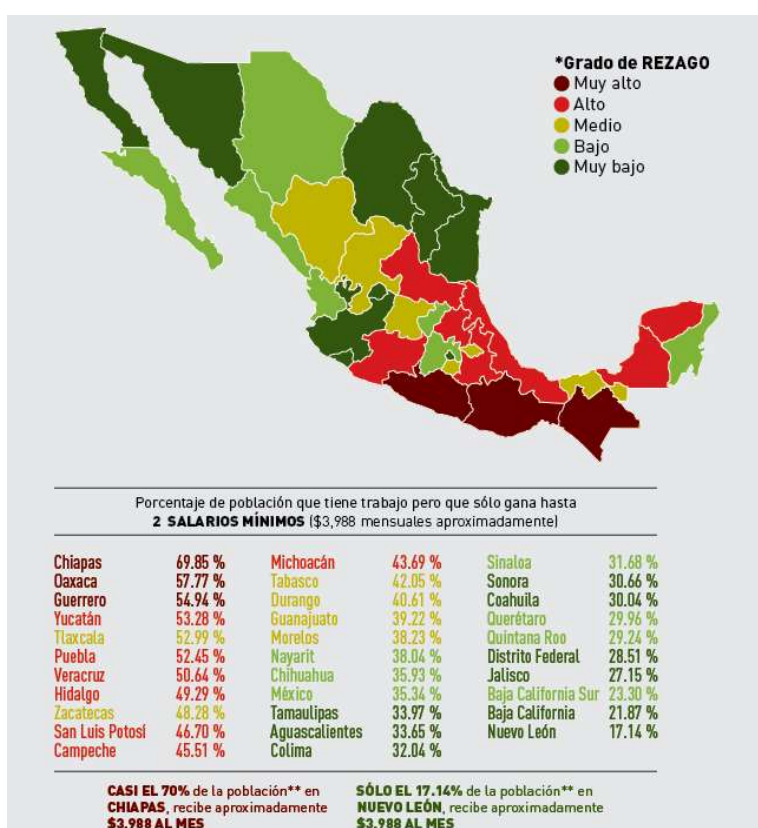 *Grado de REZAGO
Muy alto
Alto
Medio
Bajo
Muy bajo
Porcentaje de población que tiene trabajo pero que sólo gana hasta
2 SALARIOS MÍNIMOS ($3,988 mensuales aproximadamente)
Chiapas 69.85 %
Oaxaca 57.77 %
Guerrero 54.94 %
Yucatán 53.28 %
Tlaxcala 52.99 %
Puebla 52.45 %
Veracruz 50.64 %
Hidalgo 49.29 %
Zacatecas 48.28 %
San Luis Potosí 46.70 %
Campeche 45.51 %
Michoacán 43.69 %
Tabasco 42.05 %
Durango 40.61 %
Guanajuato 39.22 %
Morelos 38.23 %
Nayarit 38.04 %
Chihuahua 35.93 %
México 35.34 %
Tamaulipas 33.97 %
Aguascalientes 33.65 %
Colima 32.04 %
Sinaloa 31.68 %
Sonora 30.66 %
Coahuila 30.04 %
Querétaro 29.96 %
Quintana Roo 29.24 %
Distrito Federal 28.51 %
Jalisco 27.15 %
Baja California Sur 23.30 %
Baja California 21.87 %
Nuevo León 17.14 %
CASI EL 70% de la población** en
CHIAPAS, recibe aproximadamente
$3,988 AL MES
SÓLO EL 17.14% de la población** en
NUEVO LEÓN, recibe aproximadamente
$3,988 AL MES